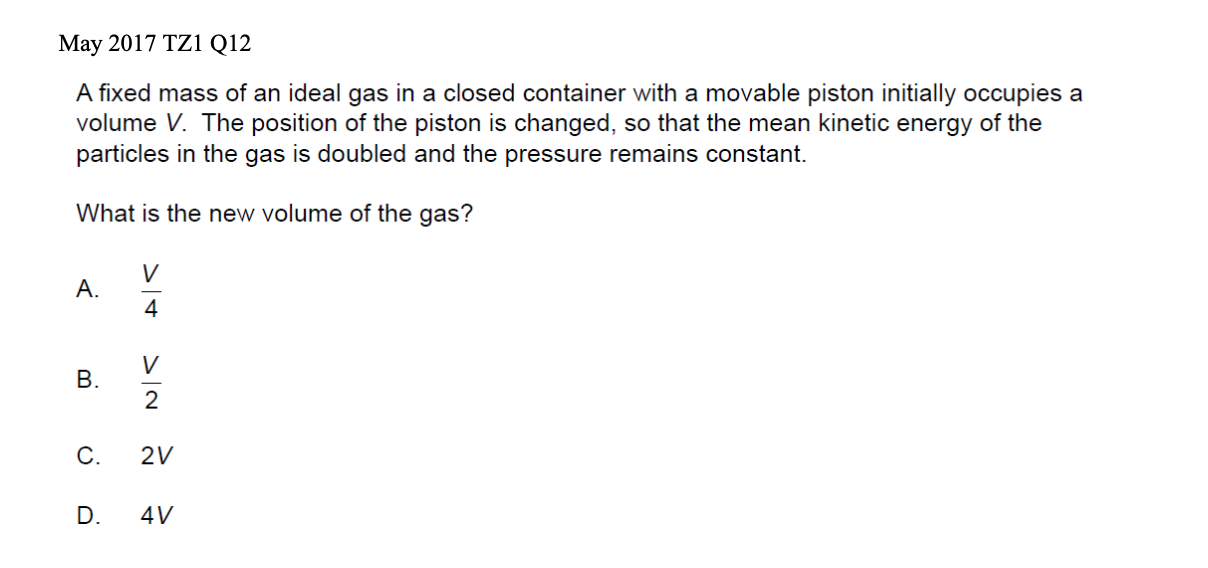 May 2017 TZ1 Q12
A fixed mass of an ideal gas in a closed container with a movable piston initially occupies a
volume V. The position of the piston is changed, so that the mean kinetic energy of the
particles in the gas is doubled and the pressure remains constant.
What is the new volume of the gas?
A. V/4
B. V/2
C. 2V
D. 4V